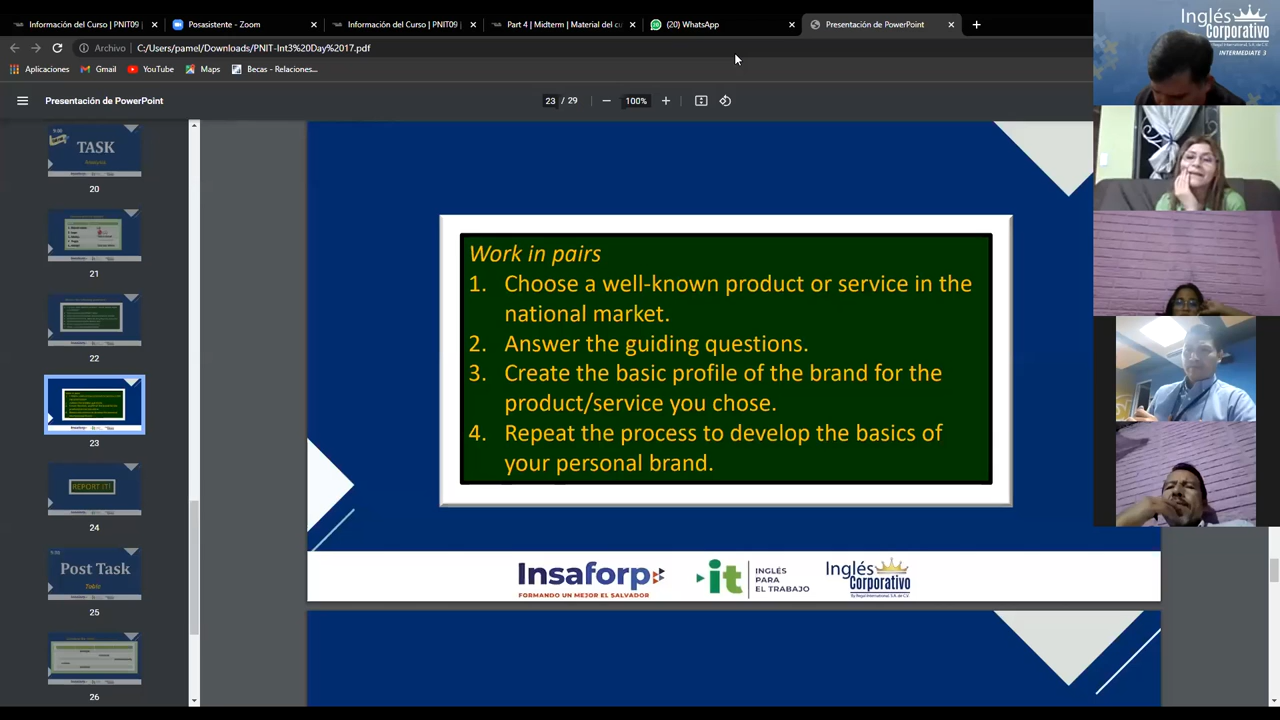 Información del Curso | PNIT09 |
Posasistente - Zoom
Información del Curso | PNIT09 |
Part 4 | Midterm | Material del cu
(20) WhatsApp
Presentación de PowerPoint
Archivo
C:/Users/pamel/Downloads/PNIT-Int3%20Day%2017.pdf
Aplicaciones
Gmail
YouTube
Maps
Becas - Relaciones...
Presentación de PowerPoint
23 / 29
100%
Inglés
Corporativo
INTERMEDIATE 3
9:00
TASK
20
21
22
23
REPORT IT!
24
Post Task
25
26
Work in pairs
1. Choose a well-known product or service in the
national market.
2. Answer the guiding questions.
3. Create the basic profile of the brand for the
product/service you chose.
4. Repeat the process to develop the basics of
your personal brand.
Insaforp
FORMANDO UN MEJOR EL SALVADOR
it
INGLÉS
PARA
EL TRABAJO
Inglés
Corporativo